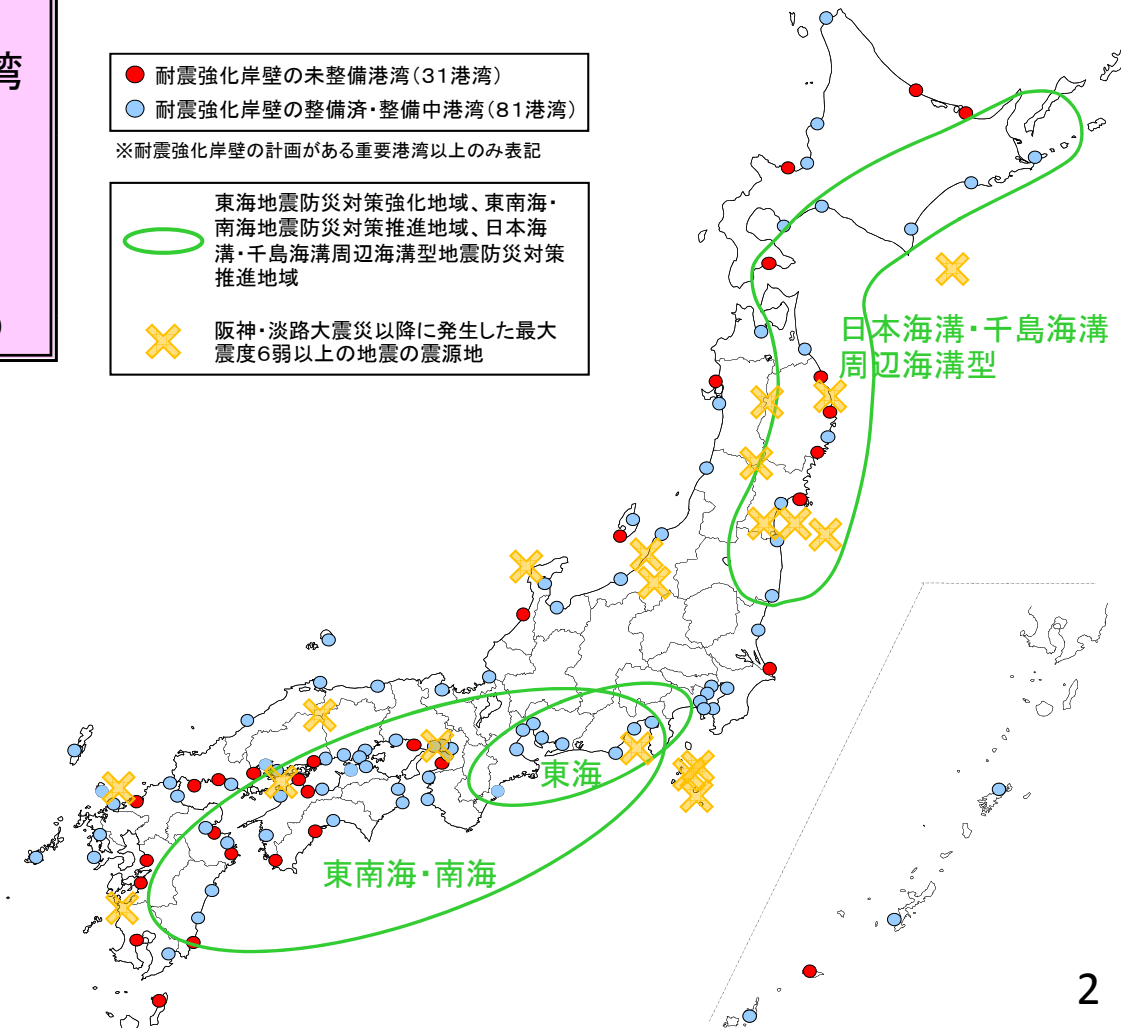 湾
)
耐震強化岸壁の未整備港湾(31港湾)
耐震強化岸壁の整備済・整備中港湾(81港湾)
※耐震強化岸壁の計画がある重要港湾以上のみ表記
東海地震防災対策強化地域、東南海・
南海地震防災対策推進地域、日本海
溝・千島海溝周辺海溝型地震防災対策
推進地域
阪神・淡路大震災以降に発生した最大
震度6弱以上の地震の震源地
日本海溝・千島海溝
周辺海溝型
東海
東南海・南海
2